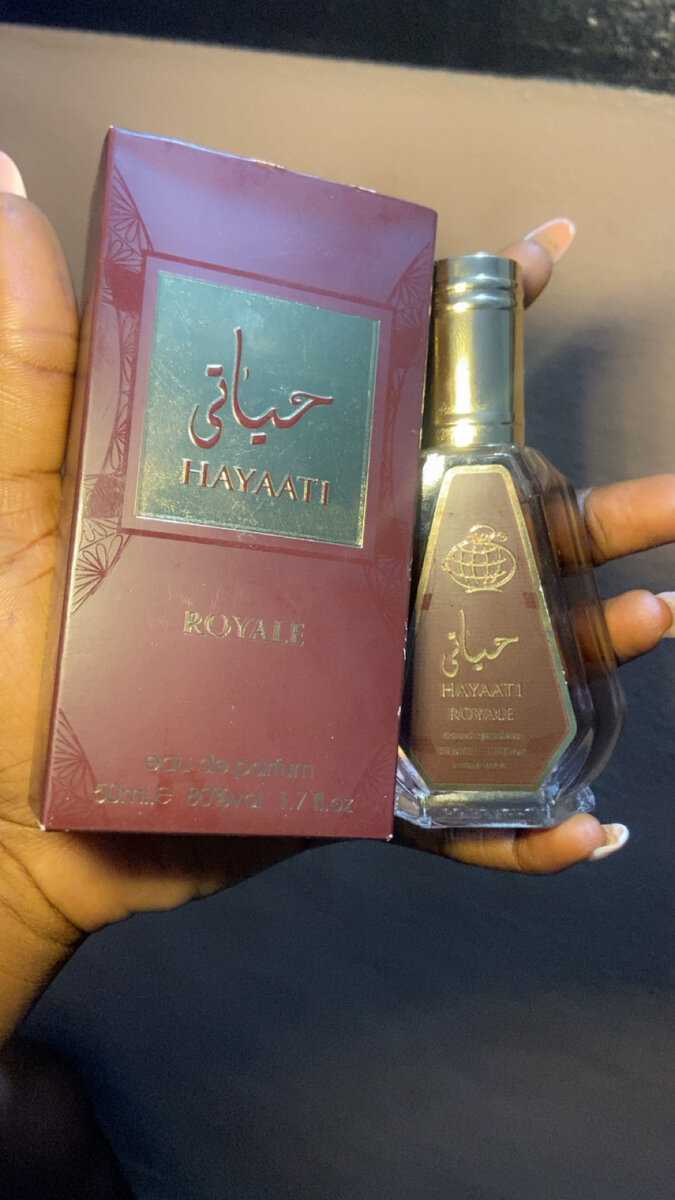 حياتي
HAYAATI
ROYALE
eau de parfum
50ml.e 80%vol 1.7 fl.oz
حياتي
HAYAATI
ROYALE